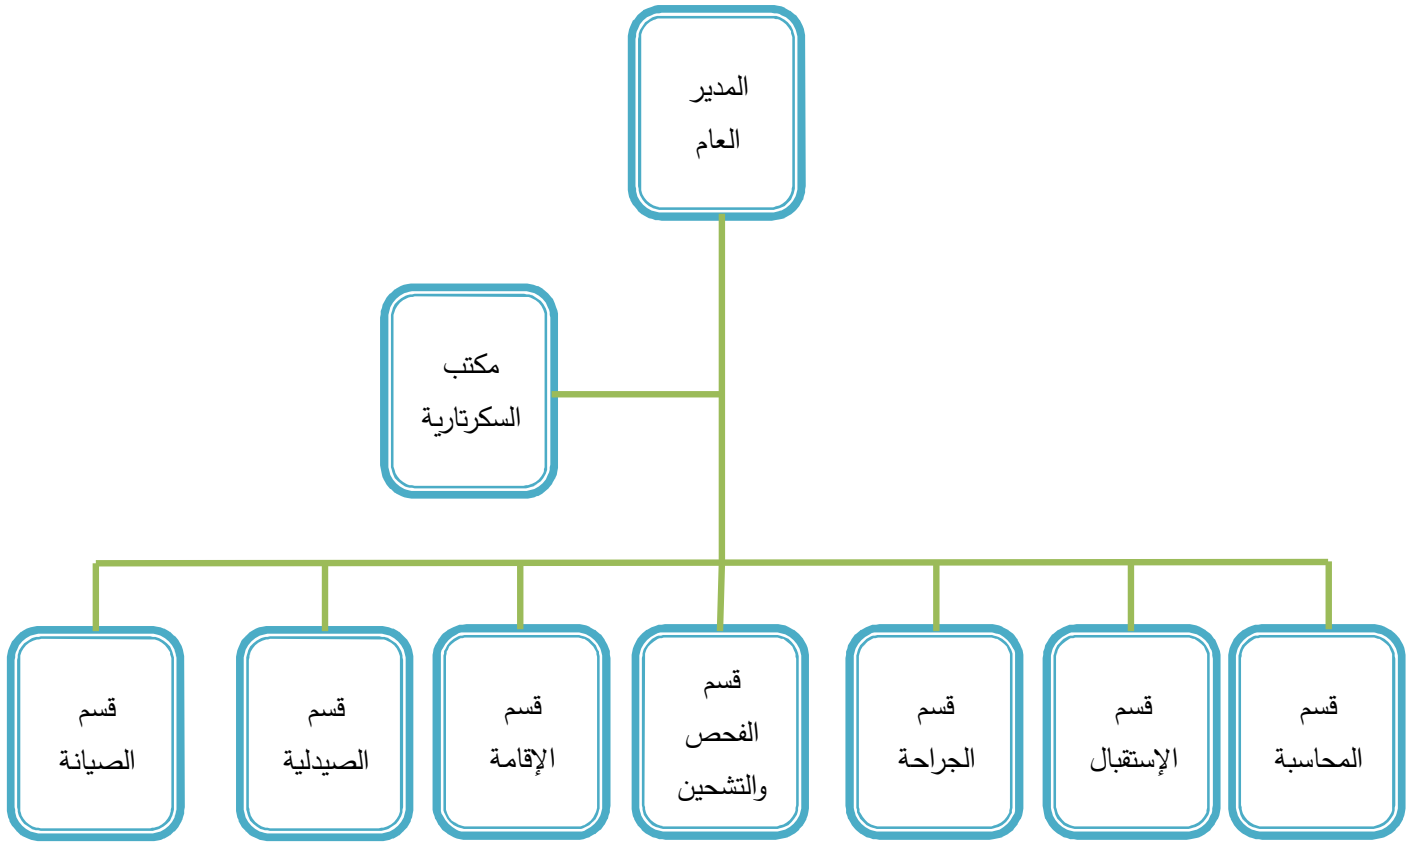 المدير
العام
مكتب
السكرتارية
قسم
المحاسبة
قسم
الإستقبال
قسم
الجراحة
قسم
الفحص
والتشحين
قسم
الإقامة
قسم
الصيدلية
قسم
الصيانة